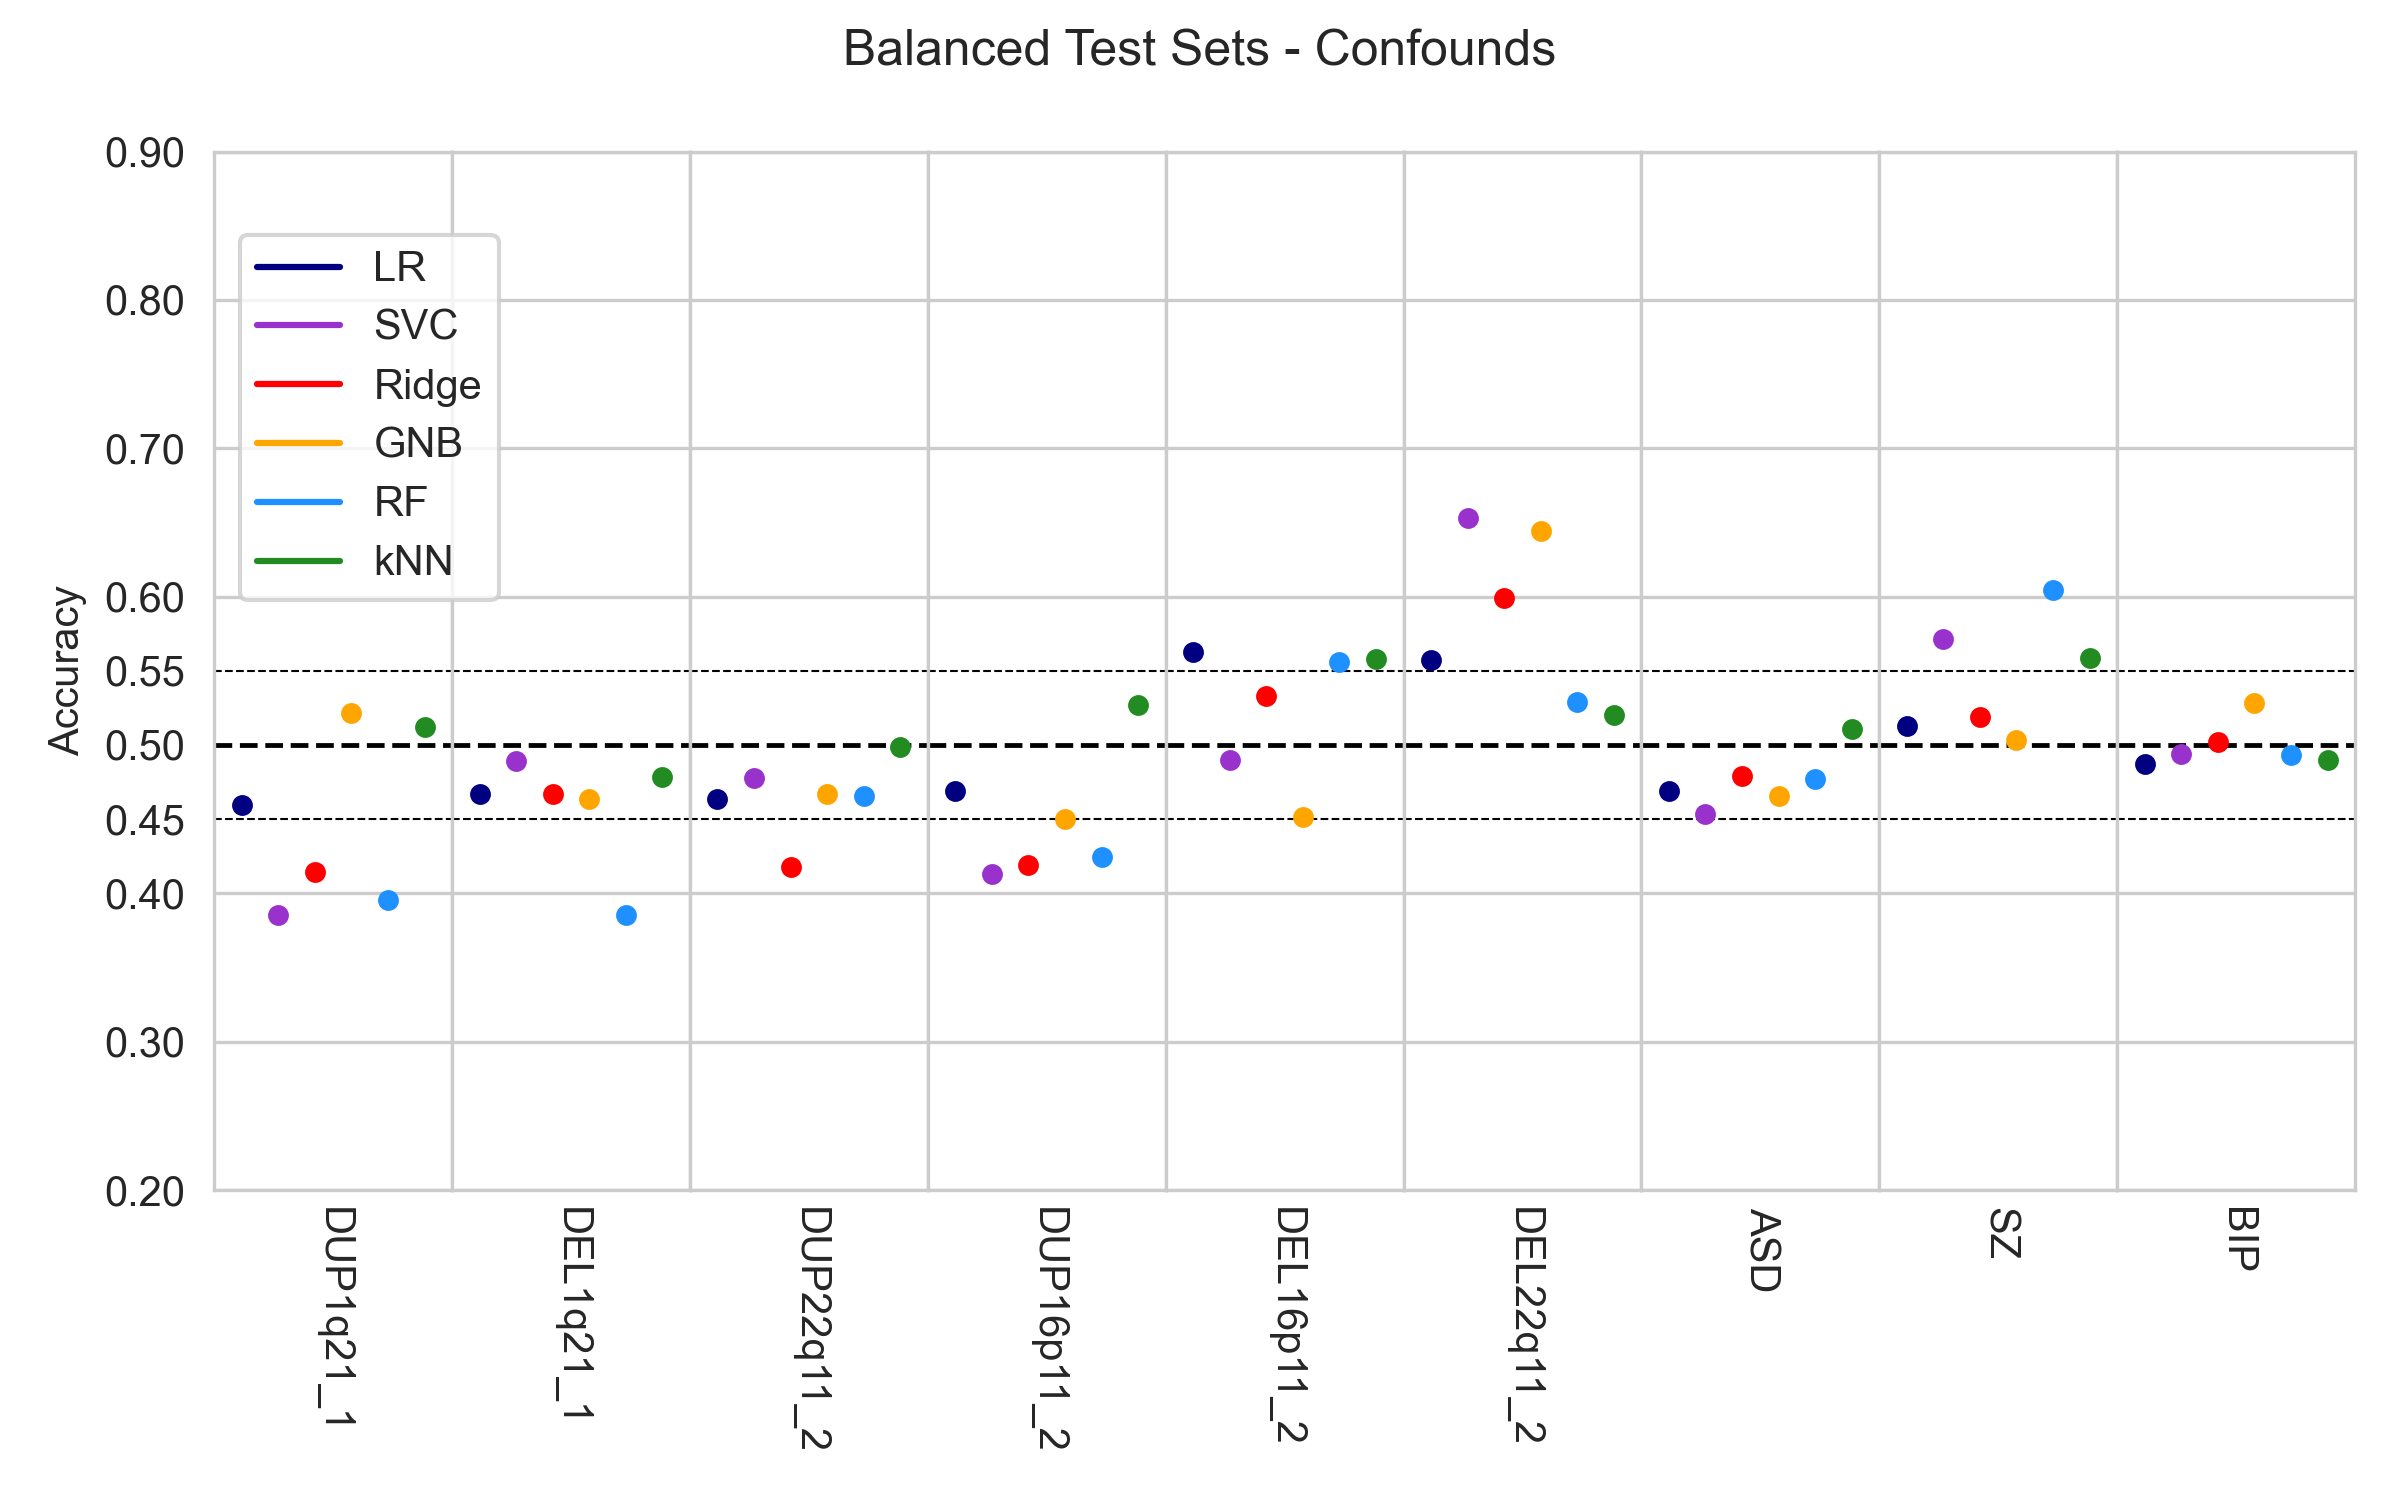 Balanced Test Sets - Confounds
0.90
0.80
0.70
0.60
0.55
0.50
0.45
0.40
0.30
0.20
Accuracy
LR
SVC
Ridge
GNB
RF
kNN
DUP1q21_1
DEL1q21_1
DUP22q11_2
DUP16p11_2
DEL16p11_2
DEL22q11_2
ASD
SZ
BIP